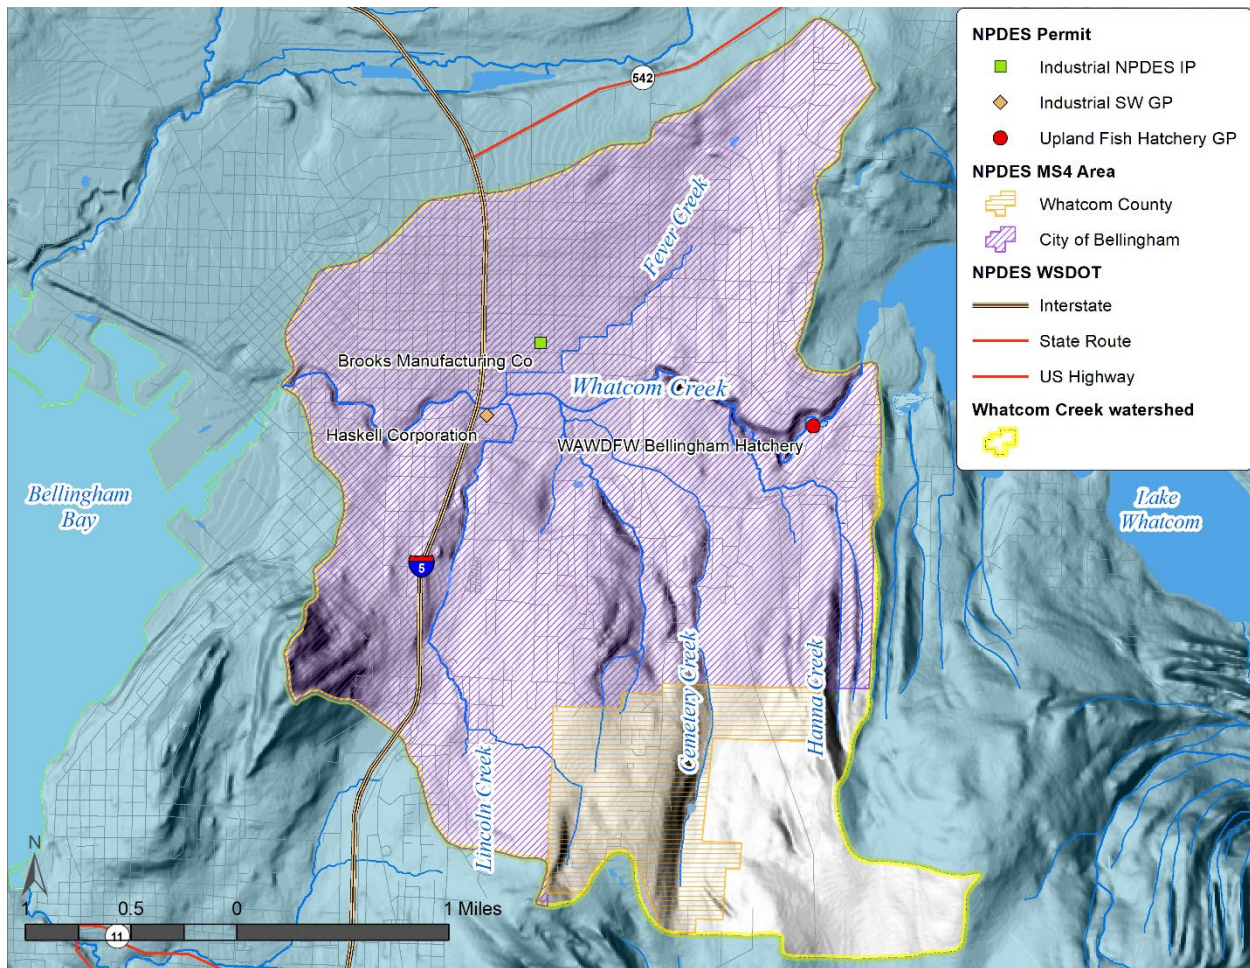 542
Fever Creek
Brooks Manufacturing Co
Whatcom Creek
Haskell Corporation
WAWDFW Bellingham Hatchery
Bellingham
Bay
Lake
Whatcom
5
Cemetery Creek
Hanna Creek
Lincoln Creek
N
1 0.5 0 1 Miles
11
NPDES Permit
Industrial NPDES IP
Industrial SW GP
Upland Fish Hatchery GP
NPDES MS4 Area
Whatcom County
City of Bellingham
NPDES WSDOT
Interstate
State Route
US Highway
Whatcom Creek watershed